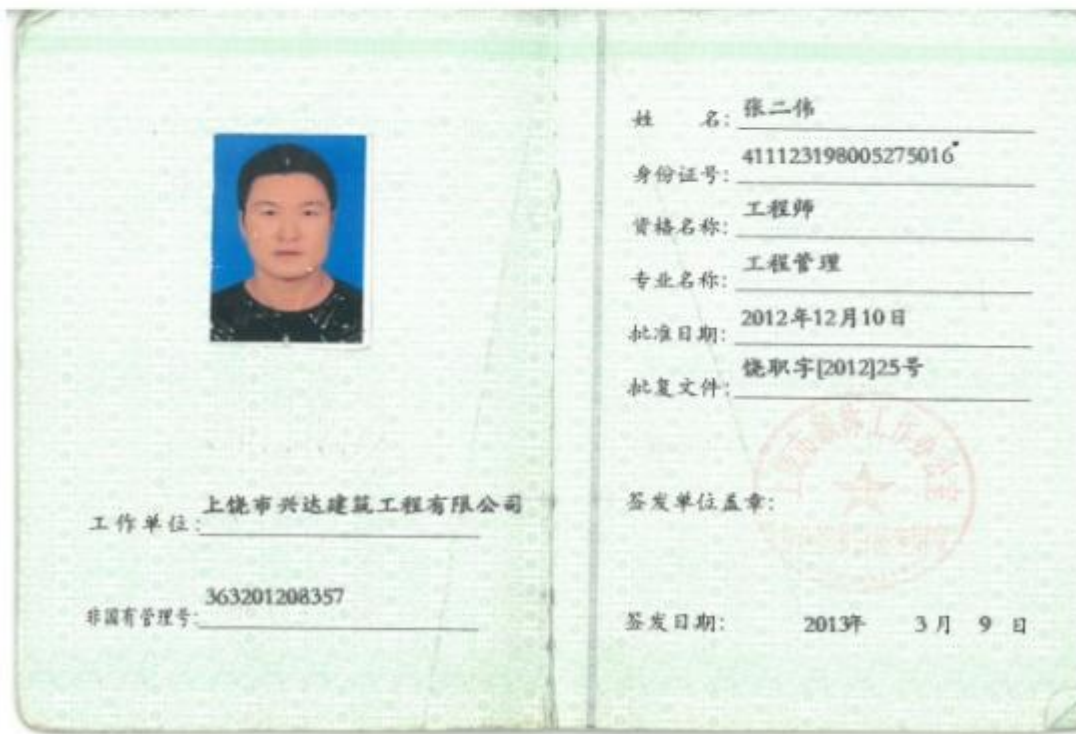 工作单位: 上饶市兴达建筑工程有限公司
非国有管理号: 363201208357
姓 名: 张二伟
身份证号: 411123198005275016
资格名称: 工程师
专业名称: 工程管理
批准日期: 2012年12月10日
批复文件: 饶职字[2012]25号
签发单位盖章:
签发日期: 2013年 3月 9日